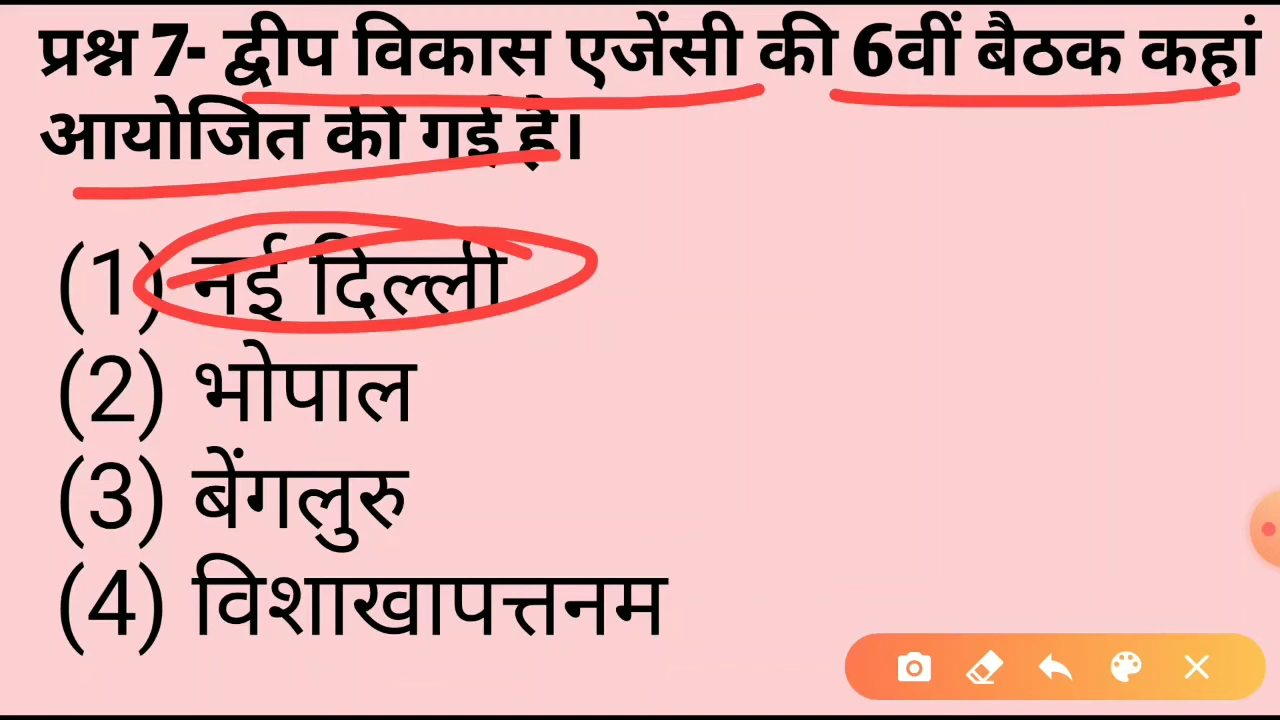 प्रश्न 7- द्वीप विकास एजेंसी की 6वीं बैठक कहां
आयोजित की गई है।
(1) नई दिल्ली
(2) भोपाल
(3) बेंगलुरु
(4) विशाखापत्तनम